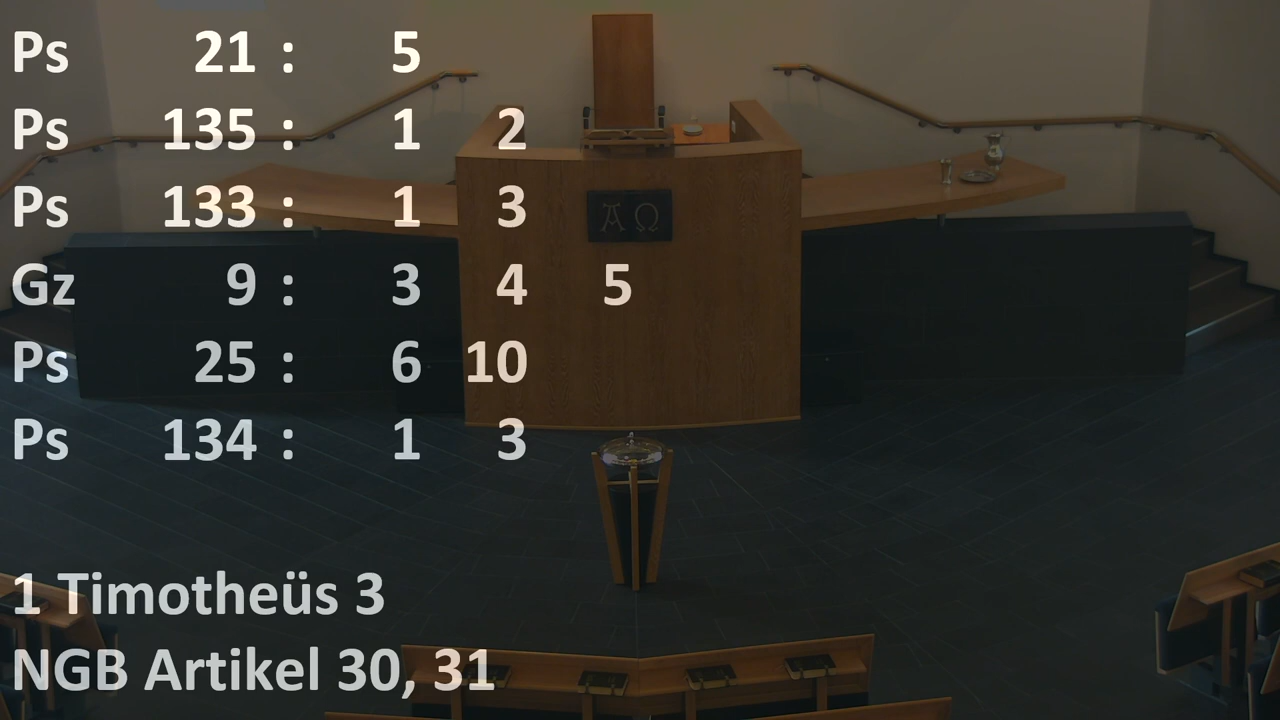 Ps 21 : 5
Ps 135 : 1 2
Ps 133 : 1 3
ΑΩ
Gz 9 : 3 4 5
Ps 25 : 6 10
Ps 134 : 1 3
1 Timotheüs 3
NGB Artikel 30, 31